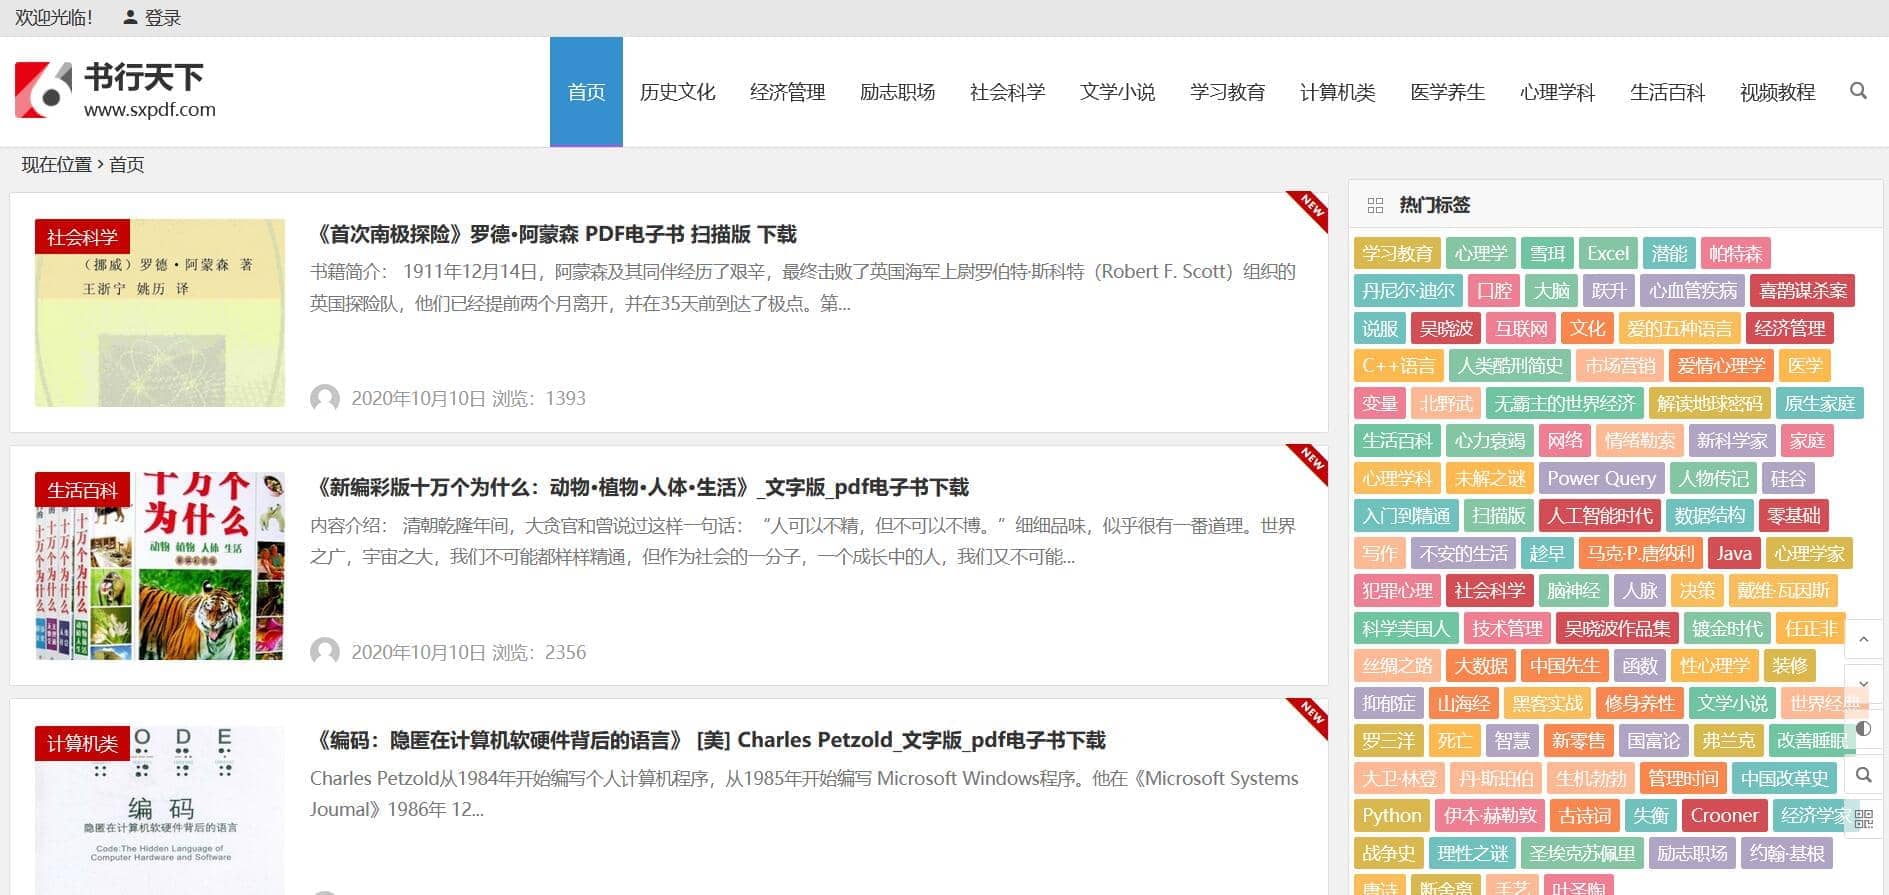 欢迎光临！ 登录
书行天下
www.sxpdf.com
首页 历史文化 经济管理 励志职场 社会科学 文学小说 学习教育 计算机类 医学养生 心理学科 生活百科 视频教程
现在位置 › 首页
NEW
社会科学
（挪威）罗德·阿蒙森 著
王浙宁 姚历 译
《首次南极探险》罗德•阿蒙森 PDF电子书 扫描版 下载
书籍简介： 1911年12月14日，阿蒙森及其同伴经历了艰辛，最终击败了英国海军上尉罗伯特·斯科特（Robert F. Scott）组织的
英国探险队，他们已经提前两个月离开，并在35天前到达了极点。第...
2020年10月10日 浏览：1393
NEW
生活百科
十万个
为什么
动物 植物 人体 生活
十万个为什么
《新编彩版十万个为什么：动物•植物•人体•生活》_文字版_pdf电子书下载
内容介绍： 清朝乾隆年间，大贪官和曾说过这样一句话：“人可以不精，但不可以不博。”细细品味，似乎很有一番道理。世界
之广，宇宙之大，我们不可能都样样精通，但作为社会的一分子，一个成长中的人，我们又不可能...
2020年10月10日 浏览：2356
NEW
计算机类
O D E
编 码
隐匿在计算机软硬件背后的语言
Code:The Hidden Language of
Computer Hardware and Software
《编码：隐匿在计算机软硬件背后的语言》 [美] Charles Petzold_文字版_pdf电子书下载
Charles Petzold从1984年开始编写个人计算机程序，从1985年开始编写 Microsoft Windows程序。他在《Microsoft Systems
Joumal》1986年 12...
热门标签
学习教育 心理学 雪珥 Excel 潜能 帕特森
丹尼尔·迪尔 口腔 大脑 跃升 心血管疾病 喜鹊谋杀案
说服 吴晓波 互联网 文化 爱的五种语言 经济管理
C++语言 人类酷刑简史 市场营销 爱情心理学 医学
变量 北野武 无霸主的世界经济 解读地球密码 原生家庭
生活百科 心力衰竭 网络 情绪勒索 新科学家 家庭
心理学科 未解之谜 Power Query 人物传记 硅谷
入门到精通 扫描版 人工智能时代 数据结构 零基础
写作 不安的生活 趁早 马克·P.唐纳利 Java 心理学家
犯罪心理 社会科学 脑神经 人脉 决策 戴维·瓦因斯
科学美国人 技术管理 吴晓波作品集 镀金时代 任正非
丝绸之路 大数据 中国先生 函数 性心理学 装修
抑郁症 山海经 黑客实战 修身养性 文学小说 世界经典
罗三洋 死亡 智慧 新零售 国富论 弗兰克 改善睡眠
大卫·林登 丹·斯珀伯 生机勃勃 管理时间 中国改革史
Python 伊本·赫勒敦 古诗词 失衡 Crooner 经济学家
战争史 理性之谜 圣埃克苏佩里 励志职场 约翰·基根
唐诗 断舍离 手艺 叶圣陶